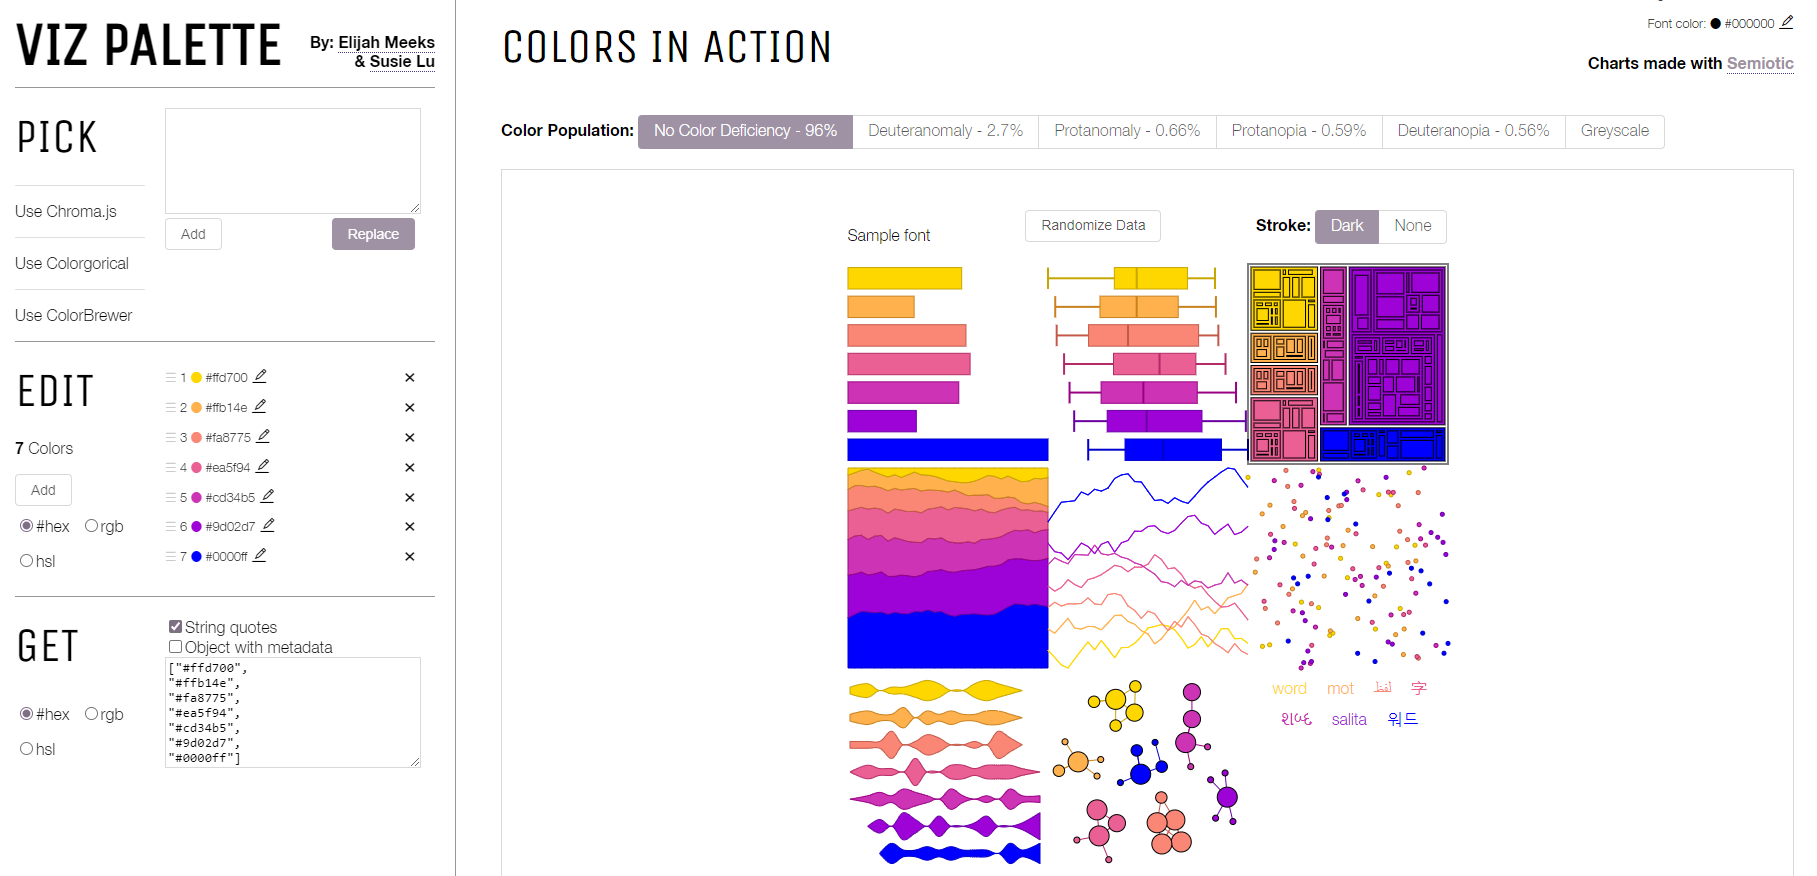 VIZ PALETTE
By: Elijah Meeks
& Susie Lu
PICK
Use Chroma.js
Use Colorgorical
Use ColorBrewer
Add
Replace
EDIT
7 Colors
Add
#hex
rgb
hsl
1 #ffd700
2 #ffb14e
3 #fa8775
4 #ea5f94
5 #cd34b5
6 #9d02d7
7 #0000ff
GET
#hex
rgb
hsl
String quotes
Object with metadata
["#ffd700",
"#ffb14e",
"#fa8775",
"#ea5f94",
"#cd34b5",
"#9d02d7",
"#0000ff"]
COLORS IN ACTION
Font color: #000000
Charts made with Semiotic
Color Population: No Color Deficiency - 96% Deuteranomaly - 2.7% Protanomaly - 0.66% Protanopia - 0.59% Deuteranopia - 0.56% Greyscale
Sample font
Randomize Data
Stroke: Dark None
word mot لفظ 字
salita 워드